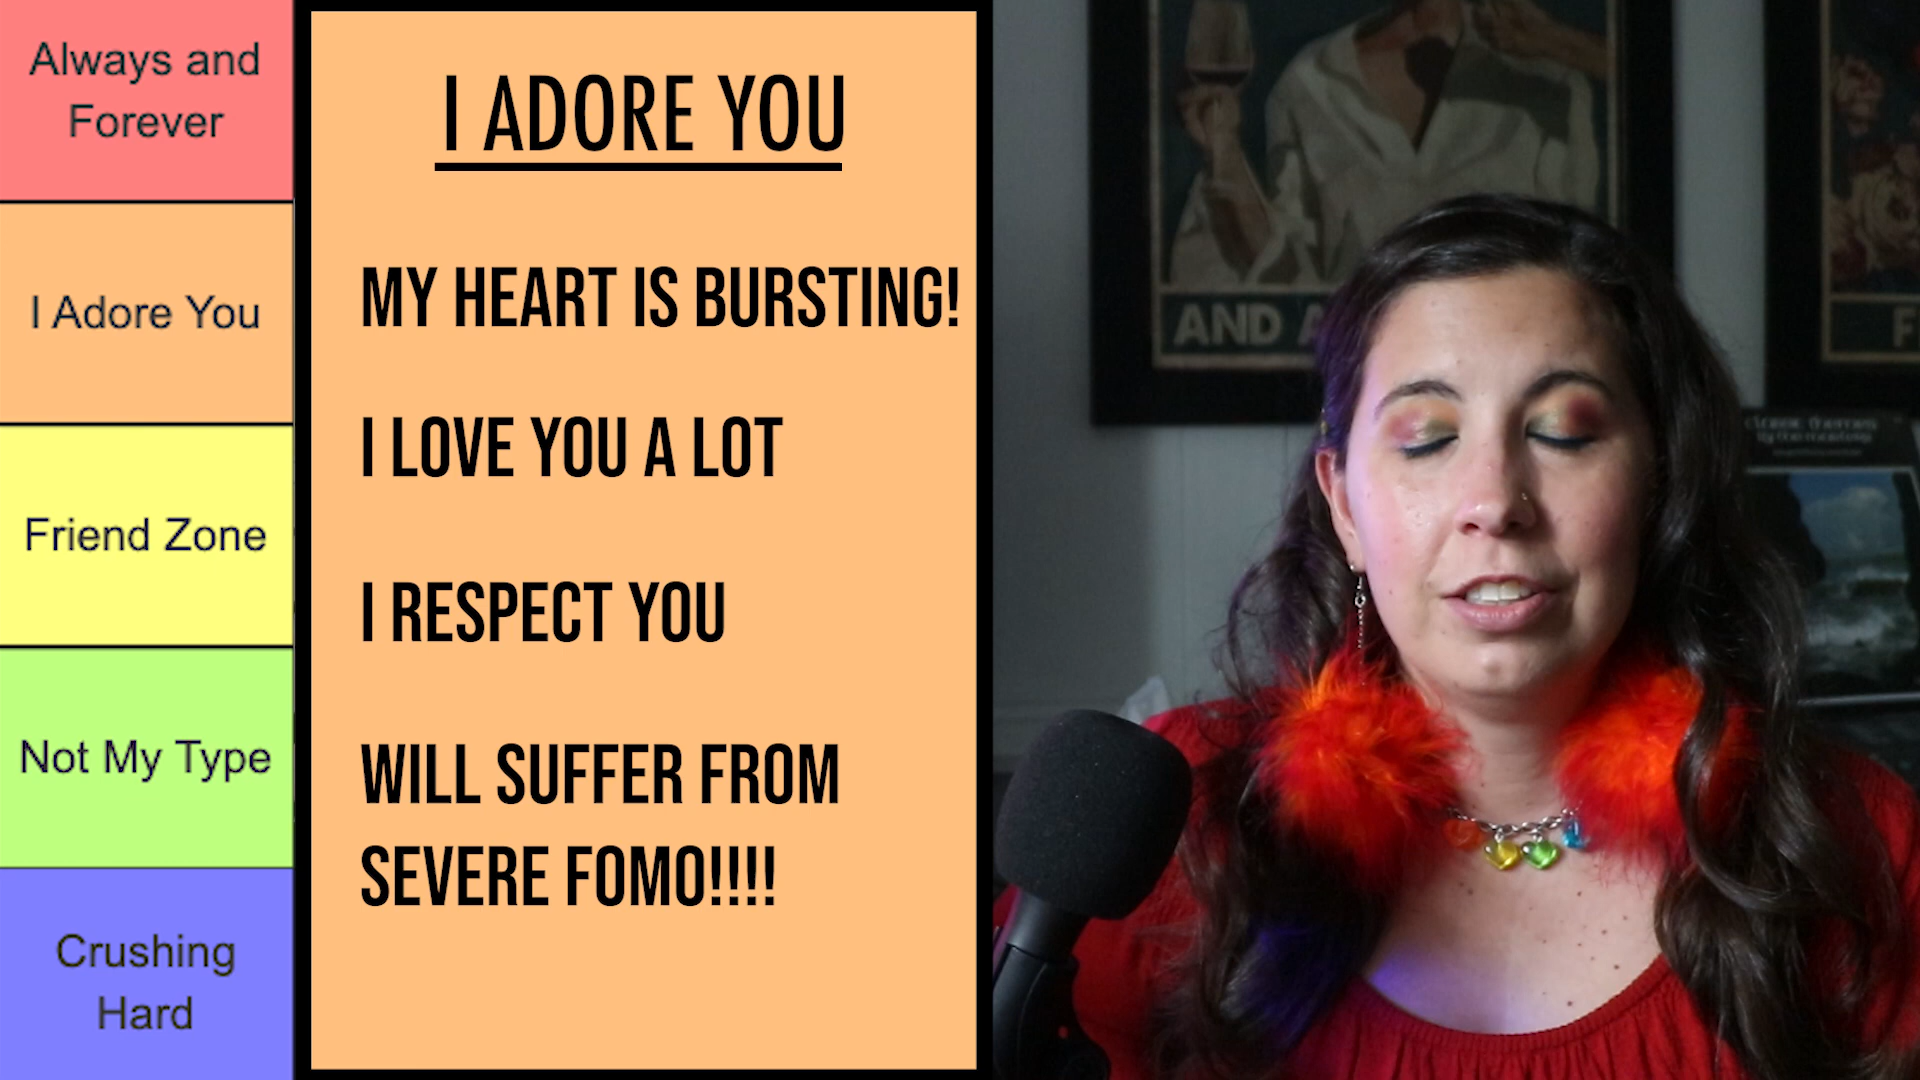 Always and
Forever
I Adore You
Friend Zone
Not My Type
Crushing
Hard
I ADORE YOU
MY HEART IS BURSTING!
I LOVE YOU A LOT
I RESPECT YOU
WILL SUFFER FROM
SEVERE FOMO!!!!
AND
F